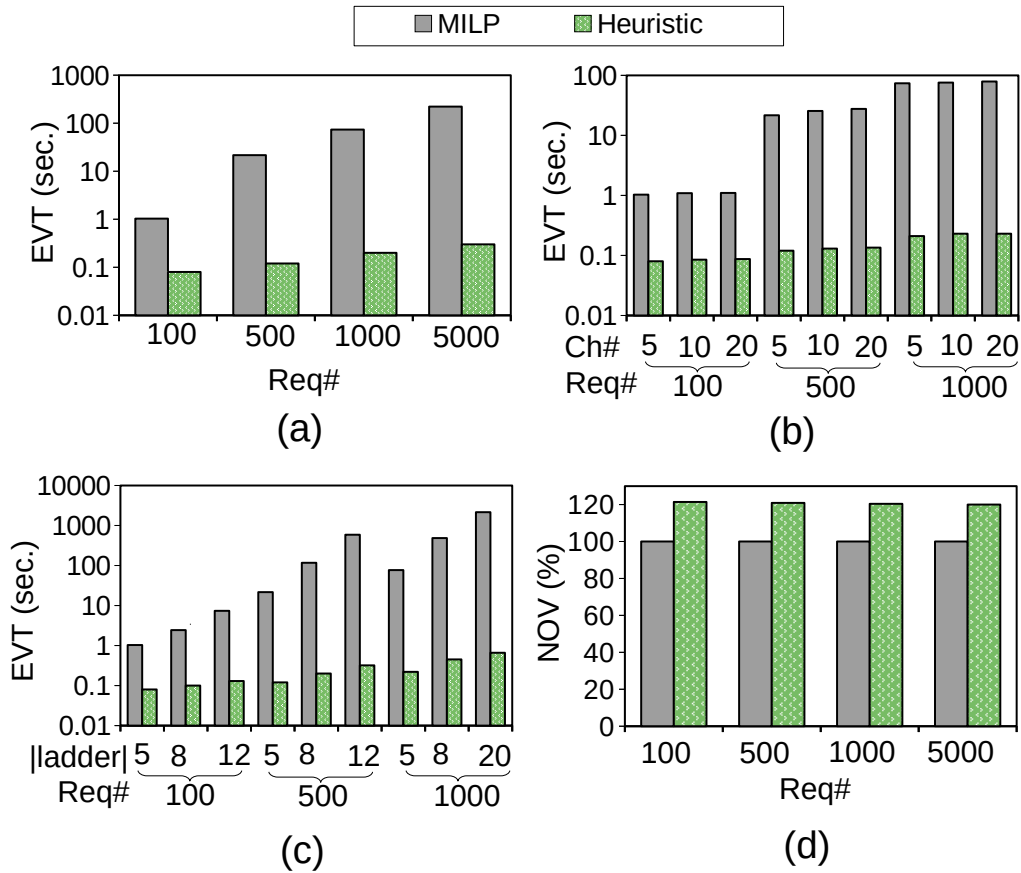 MILP Heuristic
1000
100
10
1
0.1
0.01
EVT (sec.)
100 500 1000 5000
Req#
(a)
100
10
1
0.1
0.01
EVT (sec.)
Ch# 5 10 20 5 10 20 5 10 20
Req# 100 500 1000
(b)
10000
1000
100
10
1
0.1
0.01
EVT (sec.)
|ladder| 5 8 12 5 8 12 5 8 20
Req# 100 500 1000
(c)
120
100
80
60
40
20
0
NOV (%)
100 500 1000 5000
Req#
(d)